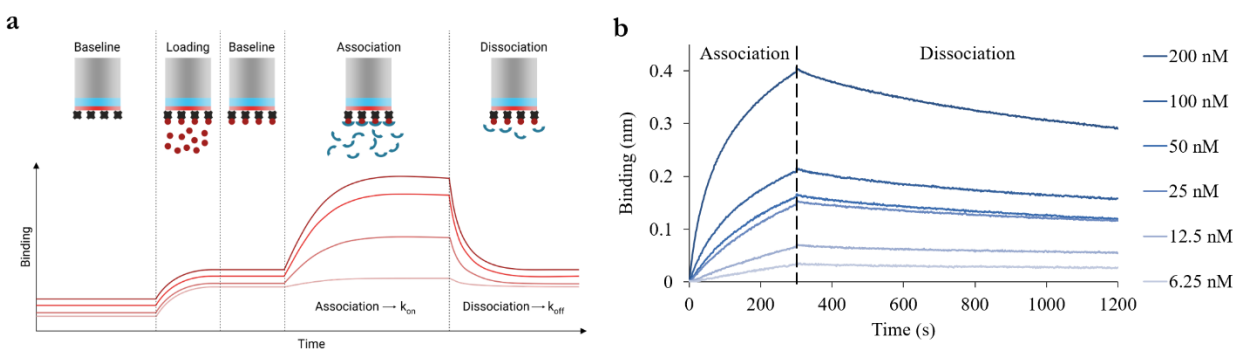 a
Baseline
Loading
Baseline
Association
Dissociation
Binding
Association → kon
Dissociation → koff
Time
b
Association
Dissociation
Binding (nm)
0.4
0.3
0.2
0.1
0
0
200
400
600
800
1000
1200
Time (s)
200 nM
100 nM
50 nM
25 nM
12.5 nM
6.25 nM